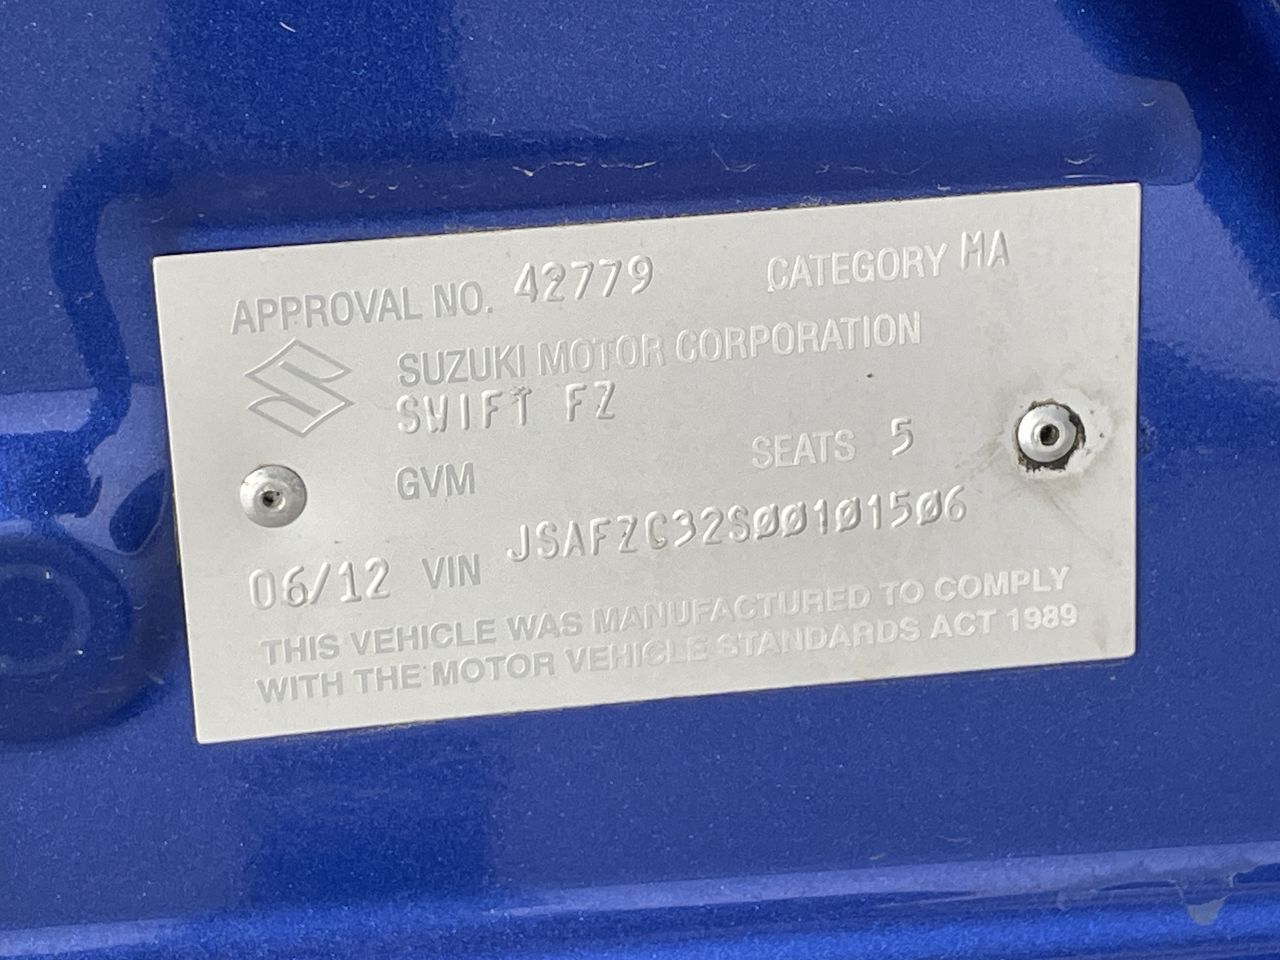 APPROVAL NO. 42779 CATEGORY MA
SUZUKI MOTOR CORPORATION
SWIFT FZ
GVM SEATS 5
06/12 VIN JSAFZC32S00101506
THIS VEHICLE WAS MANUFACTURED TO COMPLY
WITH THE MOTOR VEHICLE STANDARDS ACT 1989